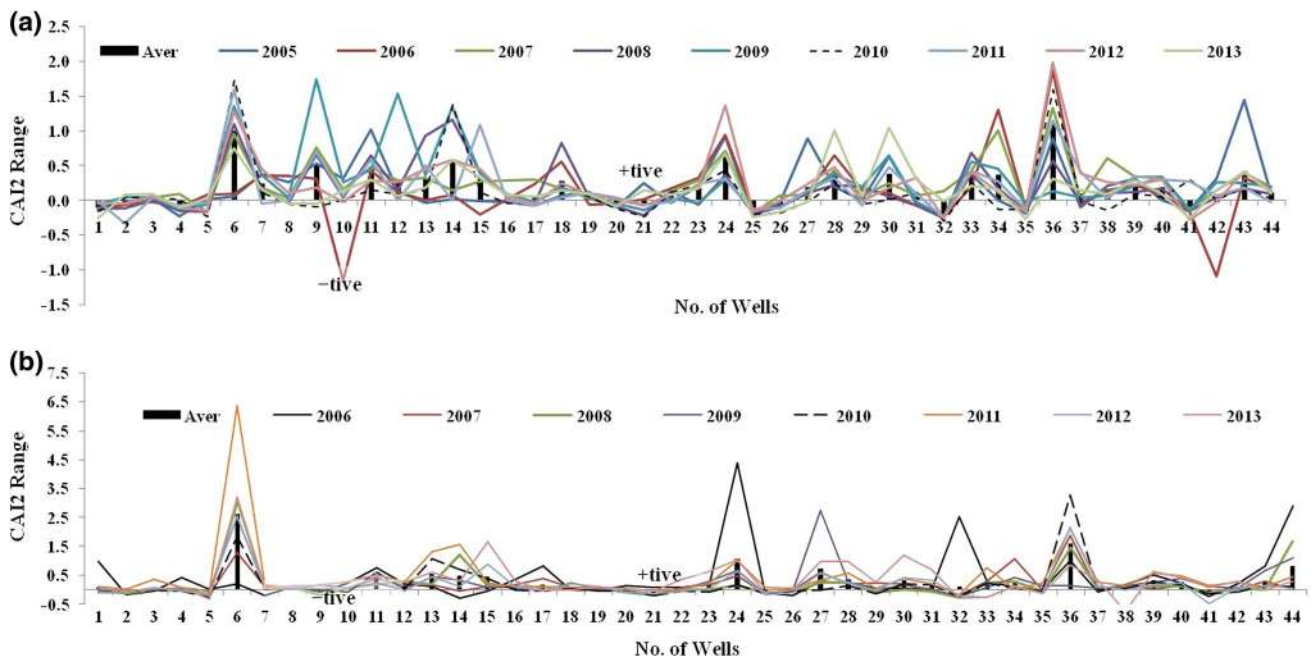 (a)
2.5
2.0
1.5
1.0
0.5
0.0
-0.5
-1.0
-1.5
CAI2 Range
Aver 2005 2006 2007 2008 2009 2010 2011 2012 2013
+tive
1 2 3 4 5 6 7 8 9 10 11 12 13 14 15 16 17 18 19 20 21 22 23 24 25 26 27 28 29 30 31 32 33 34 35 36 37 38 39 40 41 42 43 44
−tive
No. of Wells
(b)
7.5
6.5
5.5
4.5
3.5
2.5
1.5
0.5
-0.5
CAI2 Range
Aver 2006 2007 2008 2009 2010 2011 2012 2013
+tive
−tive
1 2 3 4 5 6 7 8 9 10 11 12 13 14 15 16 17 18 19 20 21 22 23 24 25 26 27 28 29 30 31 32 33 34 35 36 37 38 39 40 41 42 43 44
No. of Wells